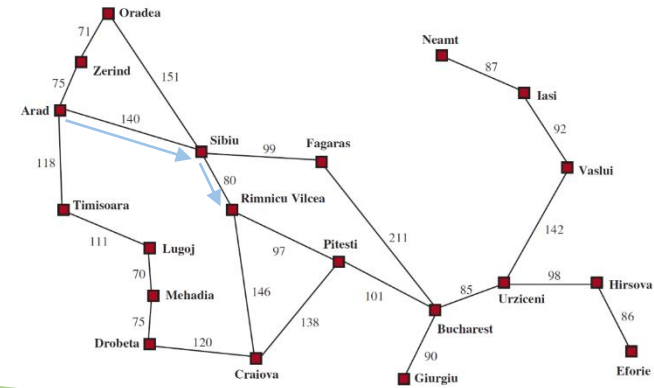 Oradea
71
Neamt
Zerind
87
151
75
Iasi
Arad
140
92
Sibiu
Fagaras
99
118
Vaslui
80
Rimnicu Vilcea
Timisoara
142
111
211
Lugoj
97
Pitesti
70
98
Hirsova
146
85
Mehadia
101
Urziceni
138
86
75
Bucharest
120
Drobeta
90
Craiova
Eforie
Giurgiu